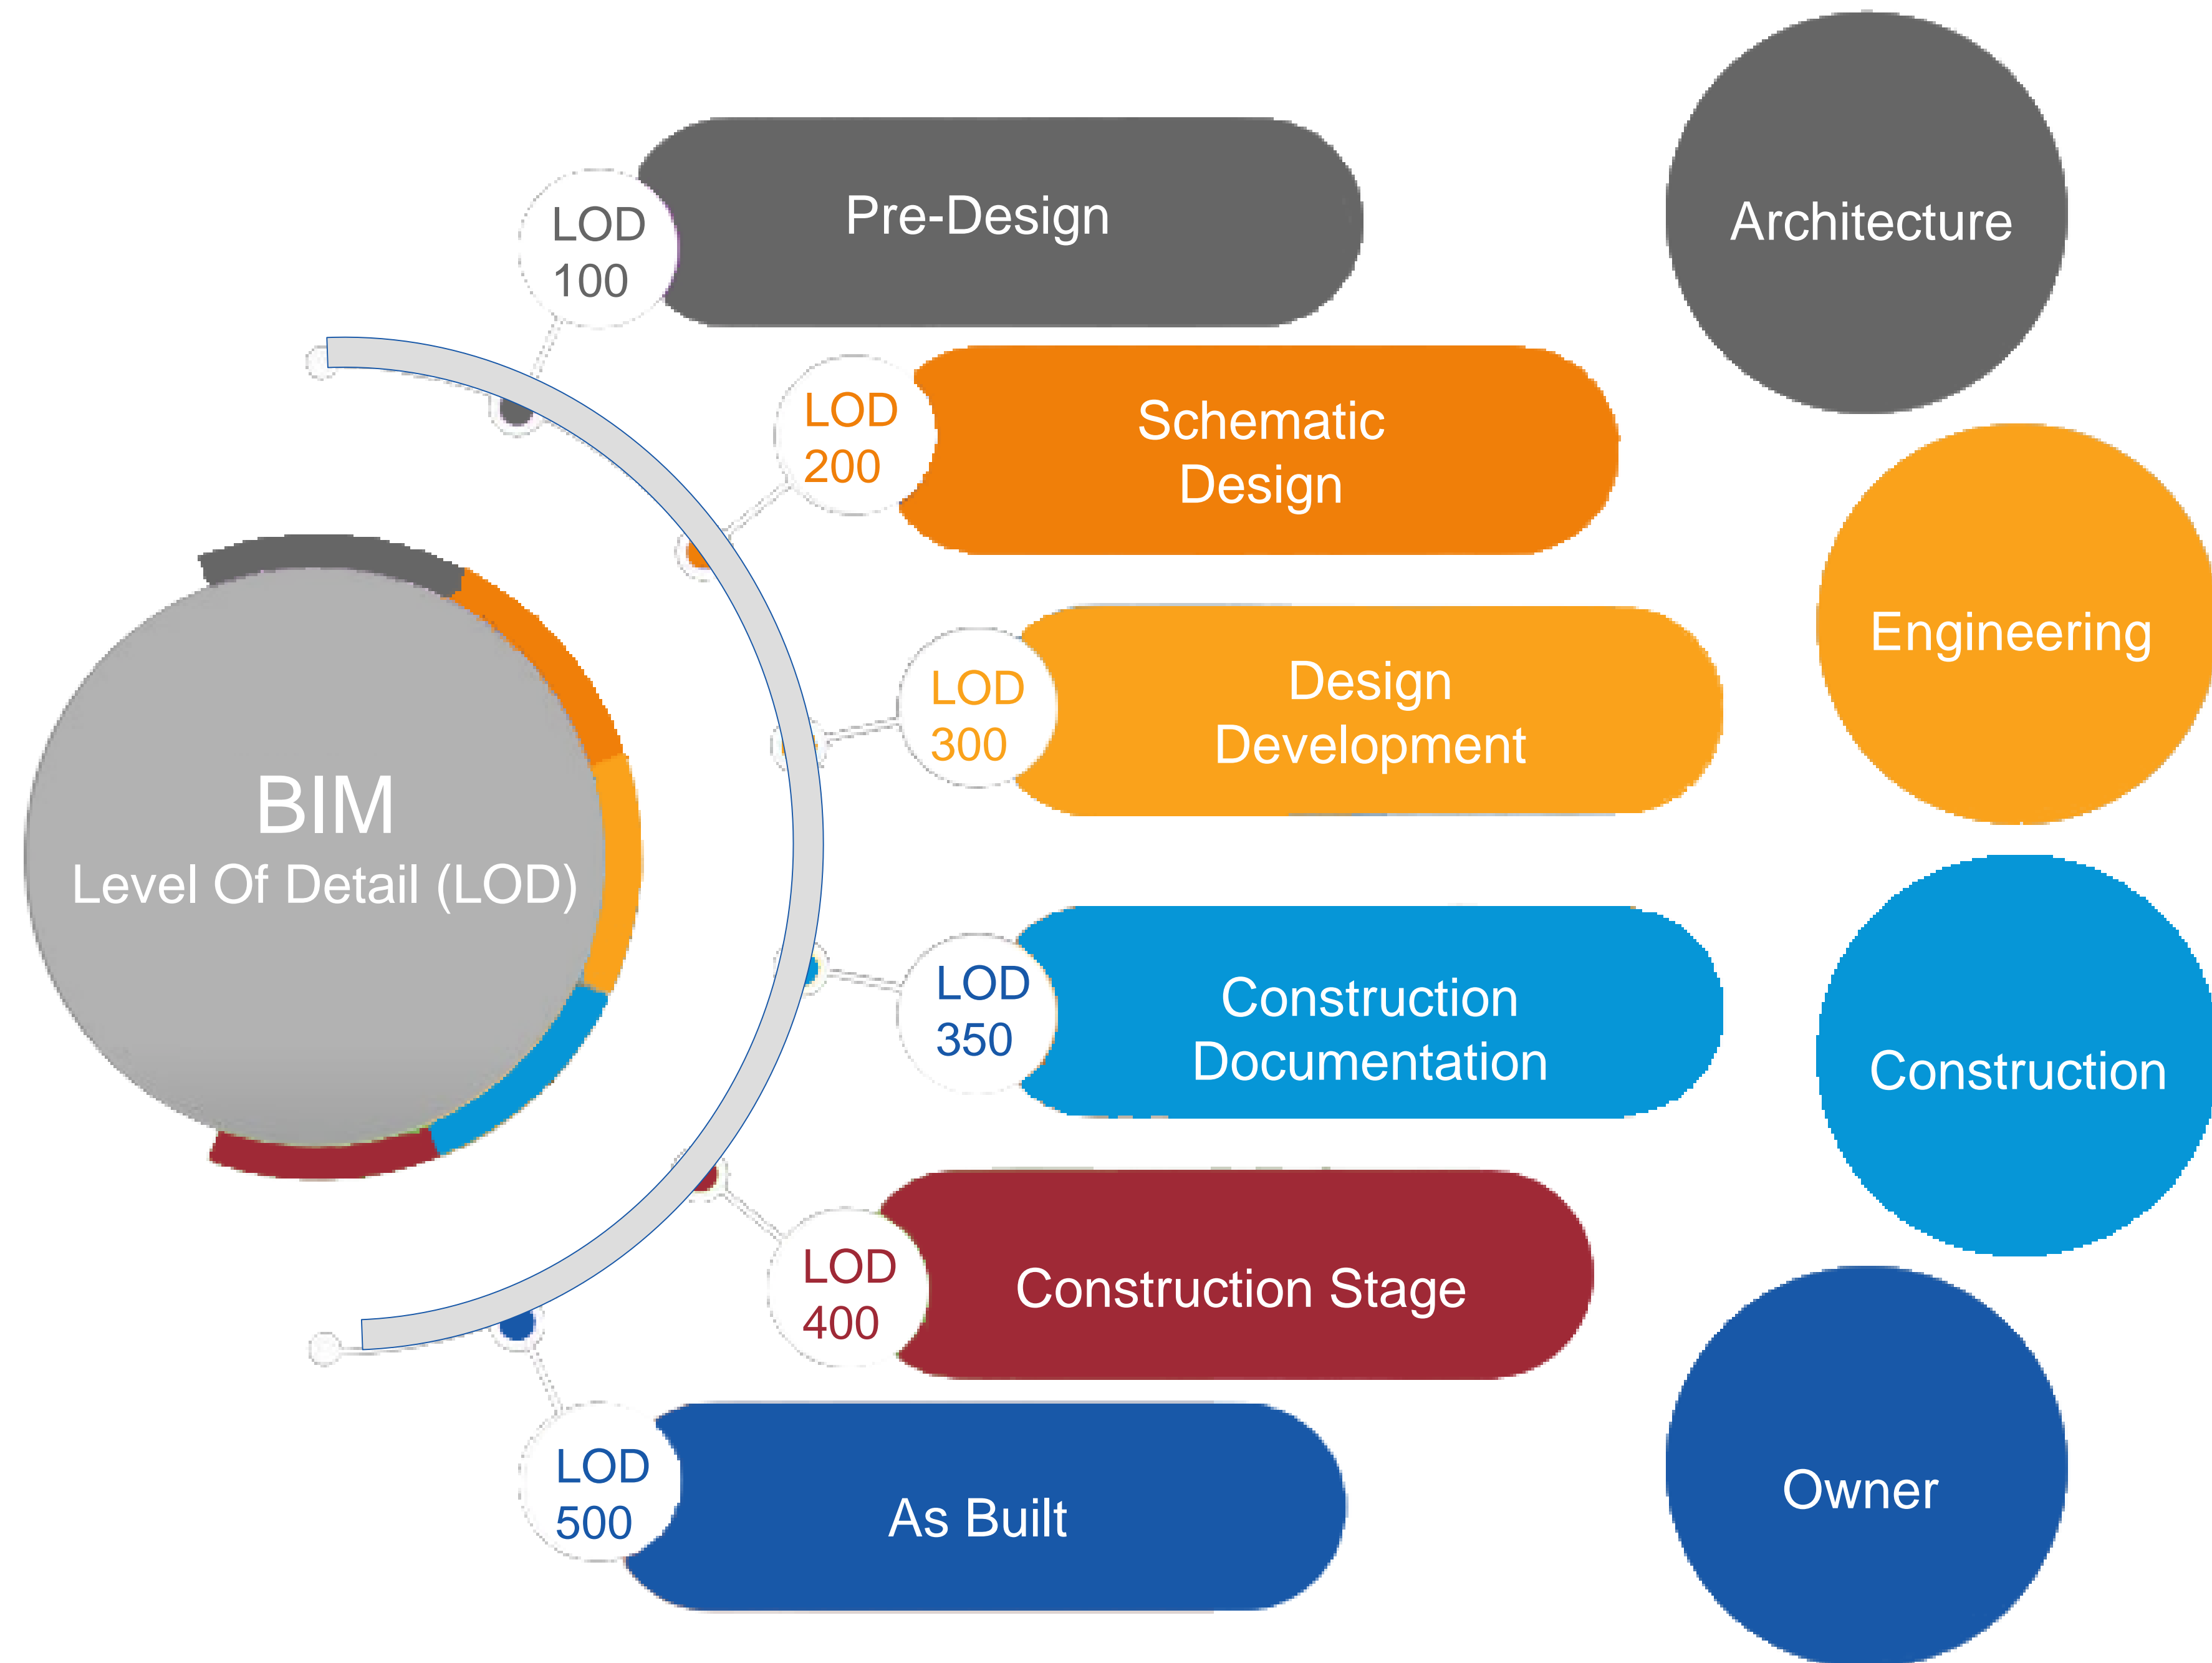 BIM
Level Of Detail (LOD)
LOD
100
Pre-Design
LOD
200
Schematic
Design
LOD
300
Design
Development
LOD
350
Construction
Documentation
LOD
400
Construction Stage
LOD
500
As Built
Architecture
Engineering
Construction
Owner